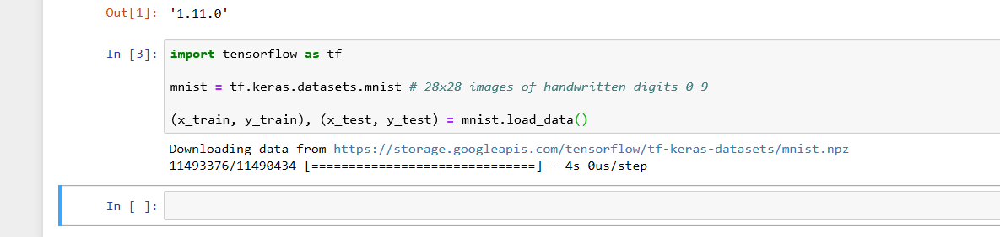 Out[1]: '1.11.0'
In [3]: import tensorflow as tf
mnist = tf.keras.datasets.mnist # 28x28 images of handwritten digits 0-9
(x_train, y_train), (x_test, y_test) = mnist.load_data()
Downloading data from https://storage.googleapis.com/tensorflow/tf-keras-datasets/mnist.npz
11493376/11490434 [==============================] - 4s 0us/step
In [ ]: